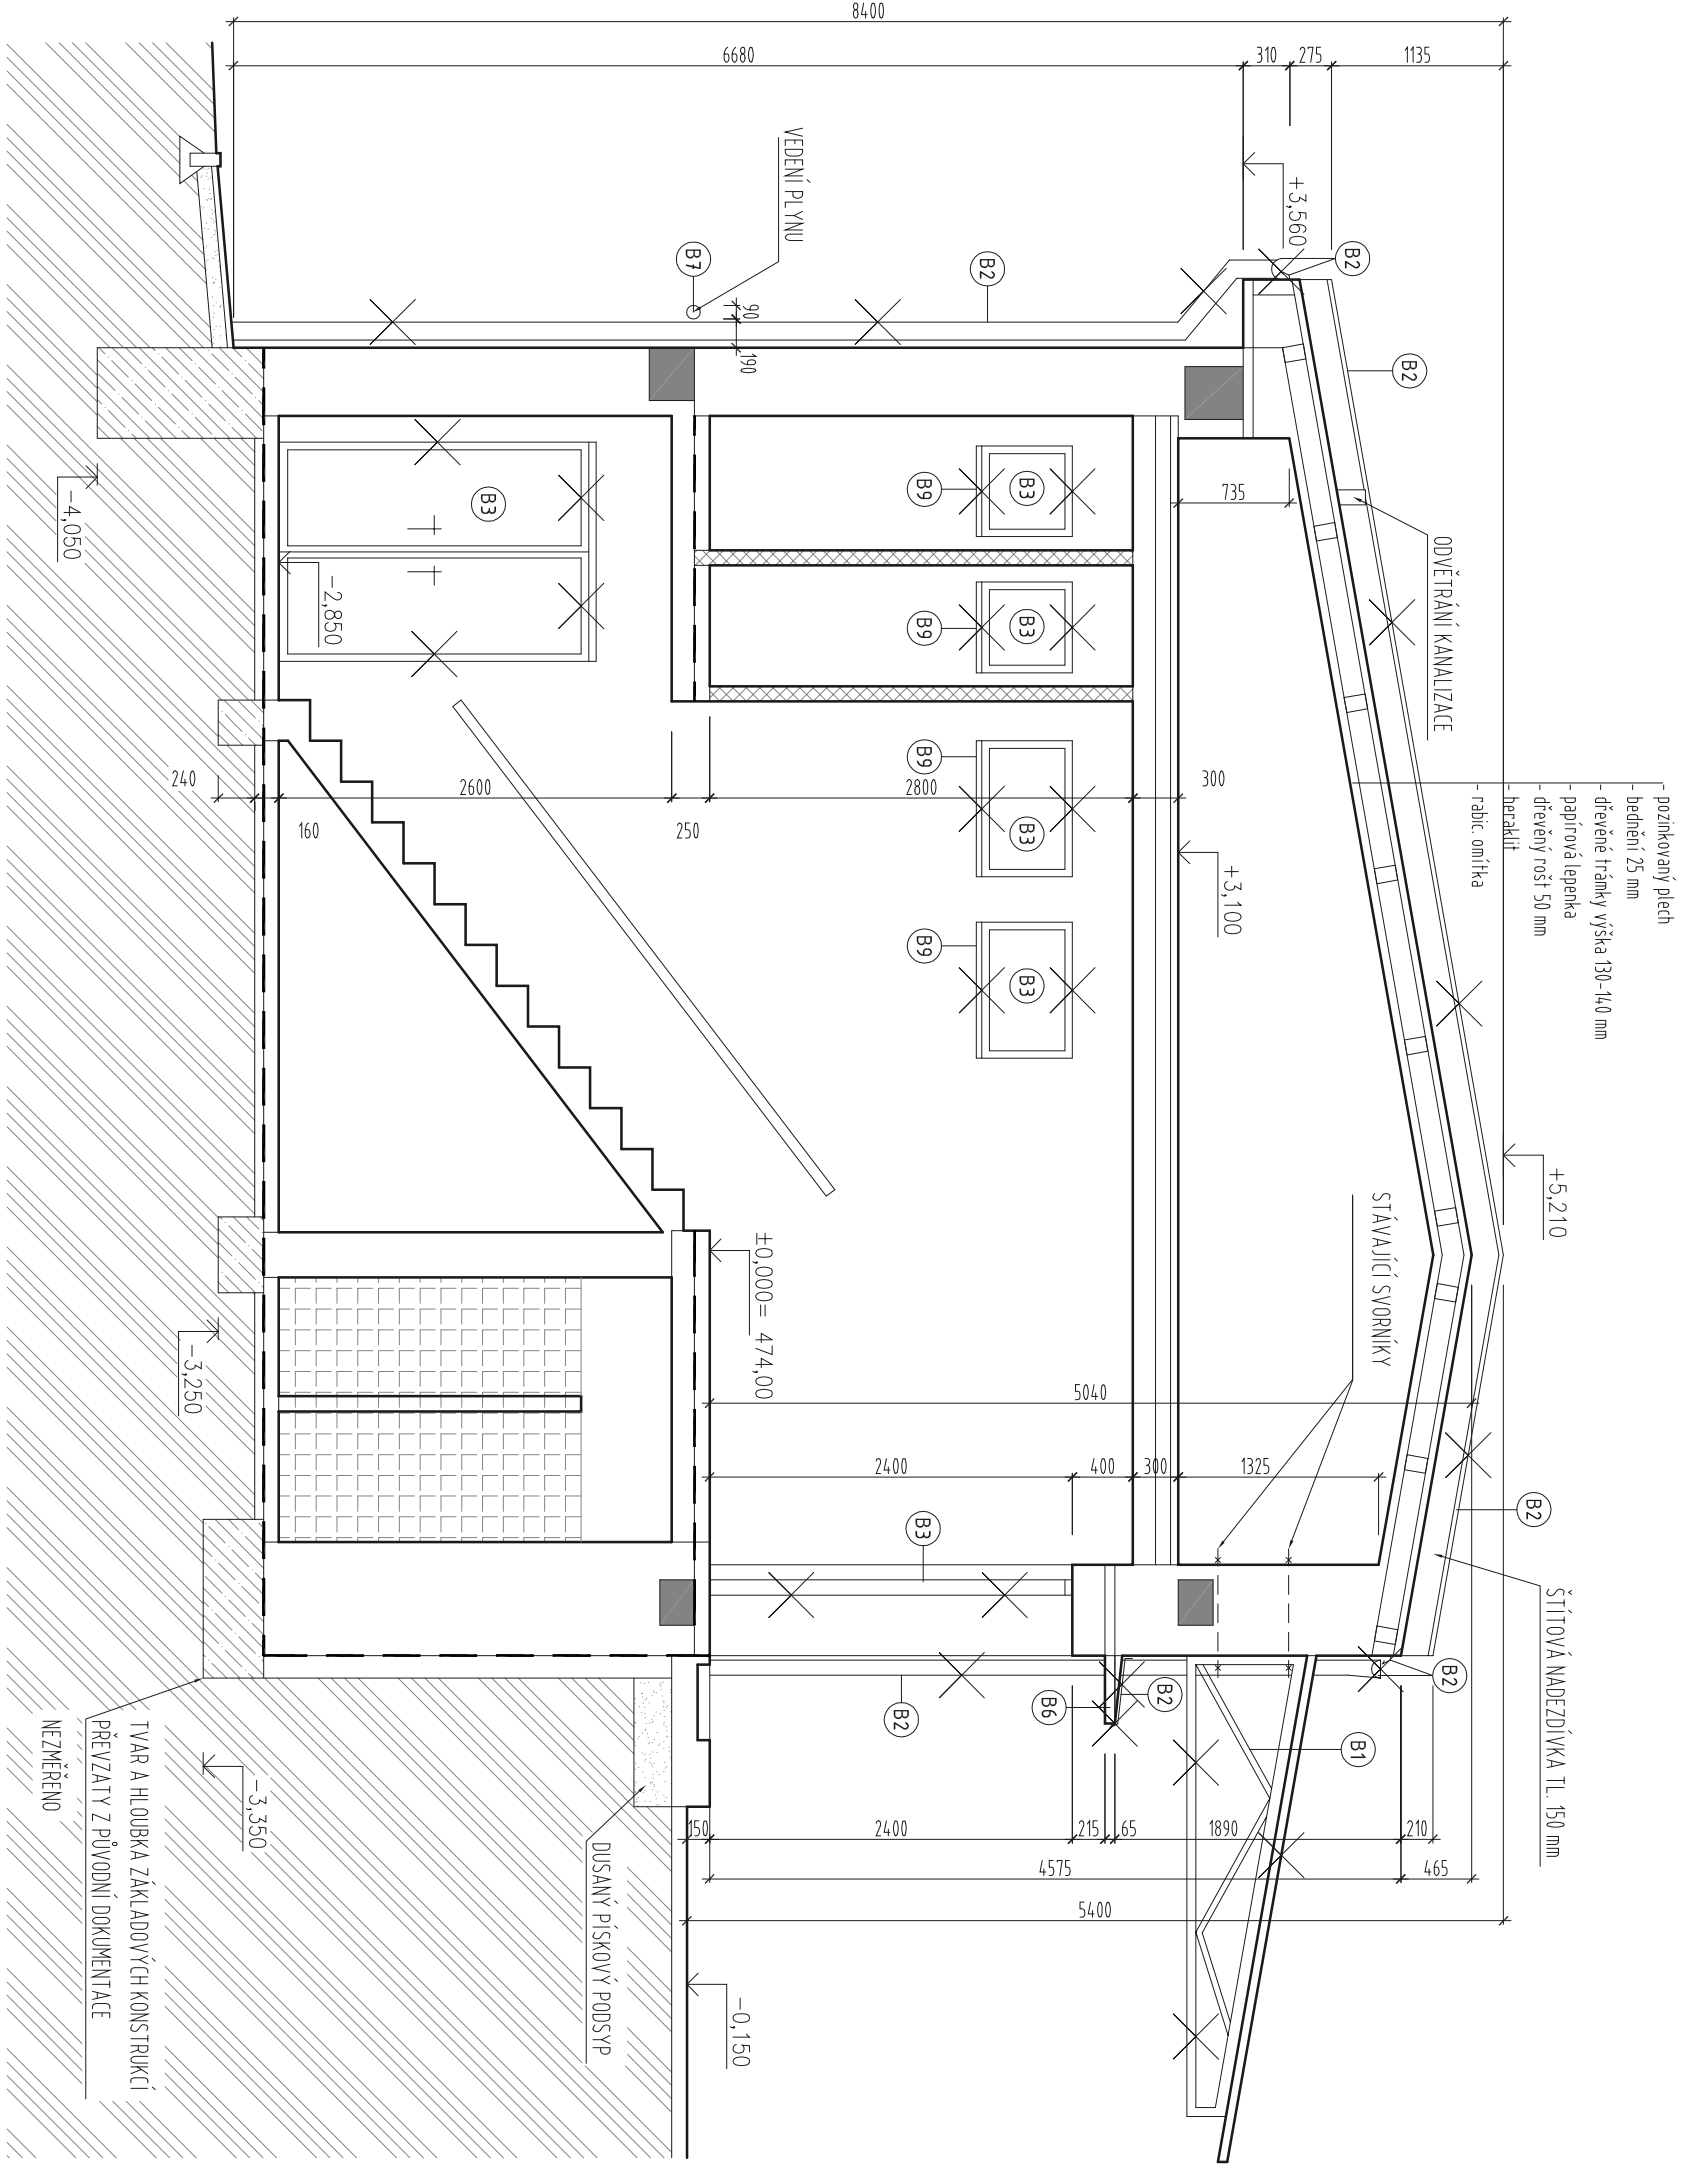 8400
6680
310
275
1135
+3,560
VEDENÍ PLYNU
B7
B2
B2
B2
90
190
pozinkovaný plech
bednění 25 mm
dřevěné trámky výška 130-140 mm
papírová lepenka
dřevěný rošt 50 mm
heraklit
rabic. omítka
ODVĚTRÁNÍ KANALIZACE
735
B3
B9
B3
B9
B3
B9
B3
B9
B3
-2,850
-4,050
300
2800
250
2600
160
240
+3,100
+5,210
STÁVAJÍCÍ SVORNÍKY
±0,000= 474,00
-3,250
5040
2400
400
300
1325
B3
B2
ŠTÍTOVÁ NADEZDÍVKA TL. 150 mm
B2
B2
B6
B2
B1
150
2400
215
65
1890
210
4575
465
5400
-0,150
DUSANÝ PÍSKOVÝ PODSYP
-3,350
TVAR A HLOUBKA ZÁKLADOVÝCH KONSTRUKCÍ
PŘEVZATY Z PŮVODNÍ DOKUMENTACE
NEZMĚŘENO